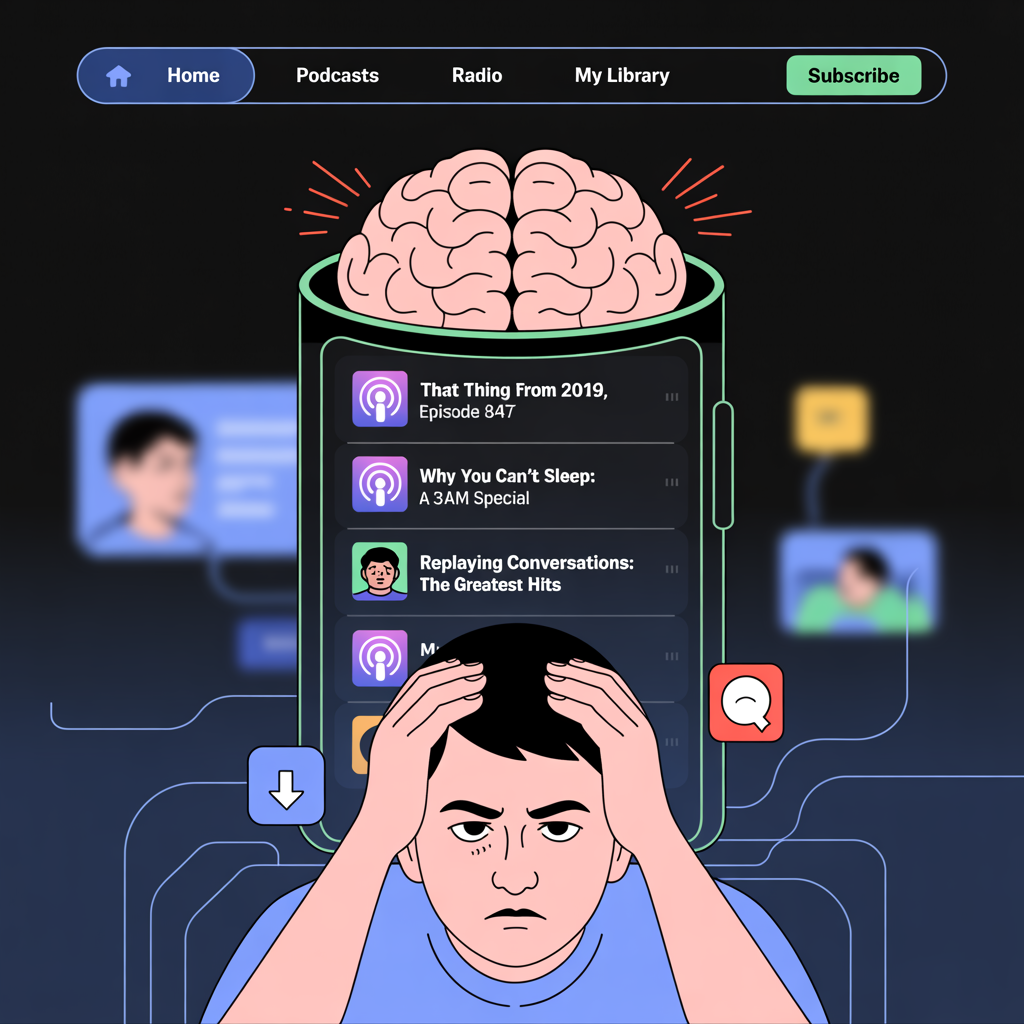 Home
Podcasts
Radio
My Library
Subscribe
That Thing From 2019,
Episode 847
Why You Can't Sleep:
A 3AM Special
Replaying Conversations:
The Greatest Hits